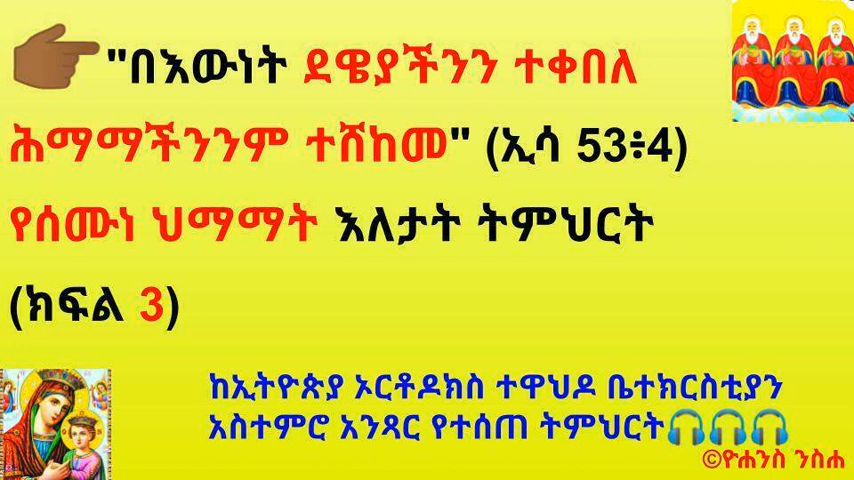 "በእውነት ደዌያችንን ተቀበለ
ሕማማችንንም ተሸከመ" (ኢሳ 53፥4)
የሰሙነ ህማማት እለታት ትምህርት
(ክፍል 3)
ከኢትዮጵያ ኦርቶዶክስ ተዋህዶ ቤተክርስቲያን
አስተምሮ አንጻር የተሰጠ ትምህርት
©ዮሐንስ ንስሐ